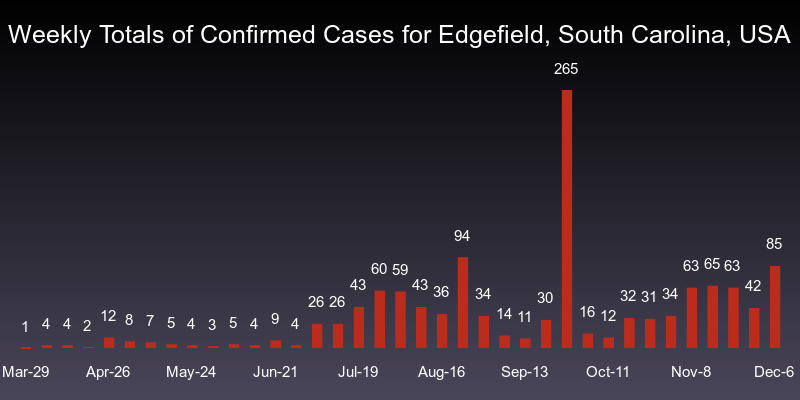 Weekly Totals of Confirmed Cases for Edgefield, South Carolina, USA
1 4 4 2 12 8 7 5 4 3 5 4 9 4 26 26 43 60 59 43 36 94 34 14 11 30 265 16 12 32 31 34 63 65 63 42 85
Mar-29 Apr-26 May-24 Jun-21 Jul-19 Aug-16 Sep-13 Oct-11 Nov-8 Dec-6